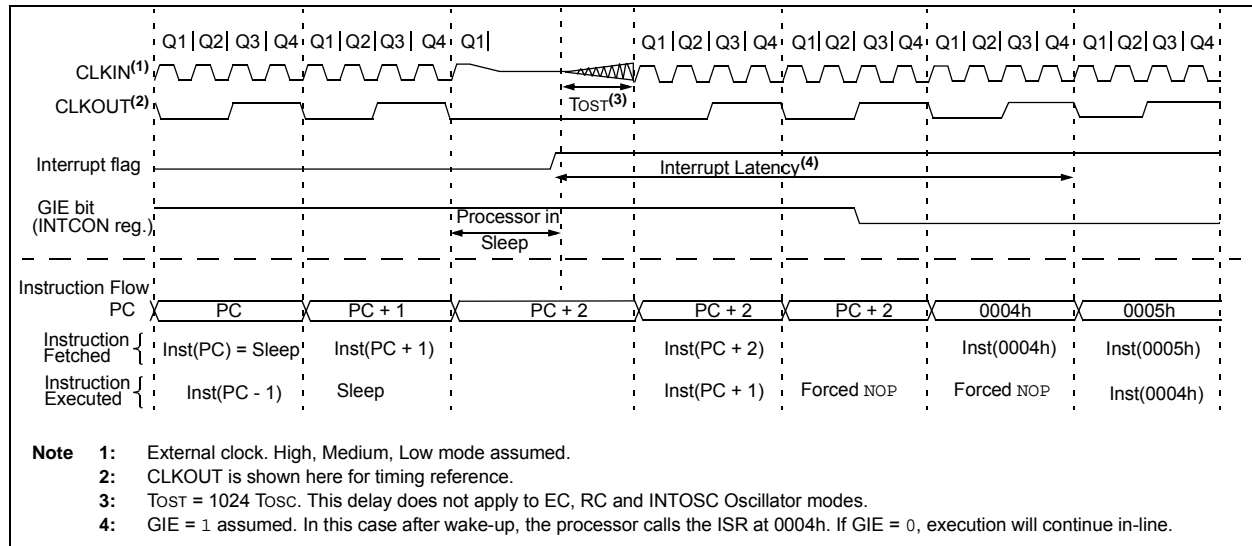 Q1 | Q2 | Q3 | Q4 Q1 | Q2 | Q3 | Q4 Q1 | Q1 | Q2 | Q3 | Q4 Q1 | Q2 | Q3 | Q4 Q1 | Q2 | Q3 | Q4 Q1 | Q2 | Q3 | Q4
CLKIN(1)
CLKOUT(2)
TOST(3)
Interrupt flag
Interrupt Latency(4)
GIE bit
(INTCON reg.)
Processor in
Sleep
Instruction Flow
PC PC PC + 1 PC + 2 PC + 2 PC + 2 0004h 0005h
Instruction
Fetched { Inst(PC) = Sleep Inst(PC + 1) Inst(PC + 2) Inst(0004h) Inst(0005h)
Instruction
Executed { Inst(PC - 1) Sleep Inst(PC + 1) Forced NOP Forced NOP Inst(0004h)
Note 1: External clock. High, Medium, Low mode assumed.
2: CLKOUT is shown here for timing reference.
3: TOST = 1024 TOSC. This delay does not apply to EC, RC and INTOSC Oscillator modes.
4: GIE = 1 assumed. In this case after wake-up, the processor calls the ISR at 0004h. If GIE = 0, execution will continue in-line.